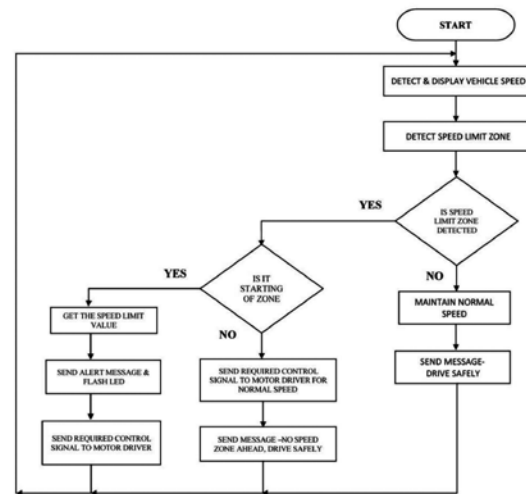 START
DETECT & DISPLAY VEHICLE SPEED
DETECT SPEED LIMIT ZONE
YES
IS SPEED
LIMIT ZONE
DETECTED
YES
IS IT
STARTING
OF ZONE
NO
GET THE SPEED LIMIT
VALUE
NO
MAINTAIN NORMAL
SPEED
SEND ALERT MESSAGE &
FLASH LED
SEND REQUIRED CONTROL
SIGNAL TO MOTOR DRIVER FOR
NORMAL SPEED
SEND MESSAGE-
DRIVE SAFELY
SEND REQUIRED CONTROL
SIGNAL TO MOTOR DRIVER
SEND MESSAGE –NO SPEED
ZONE AHEAD, DRIVE SAFELY